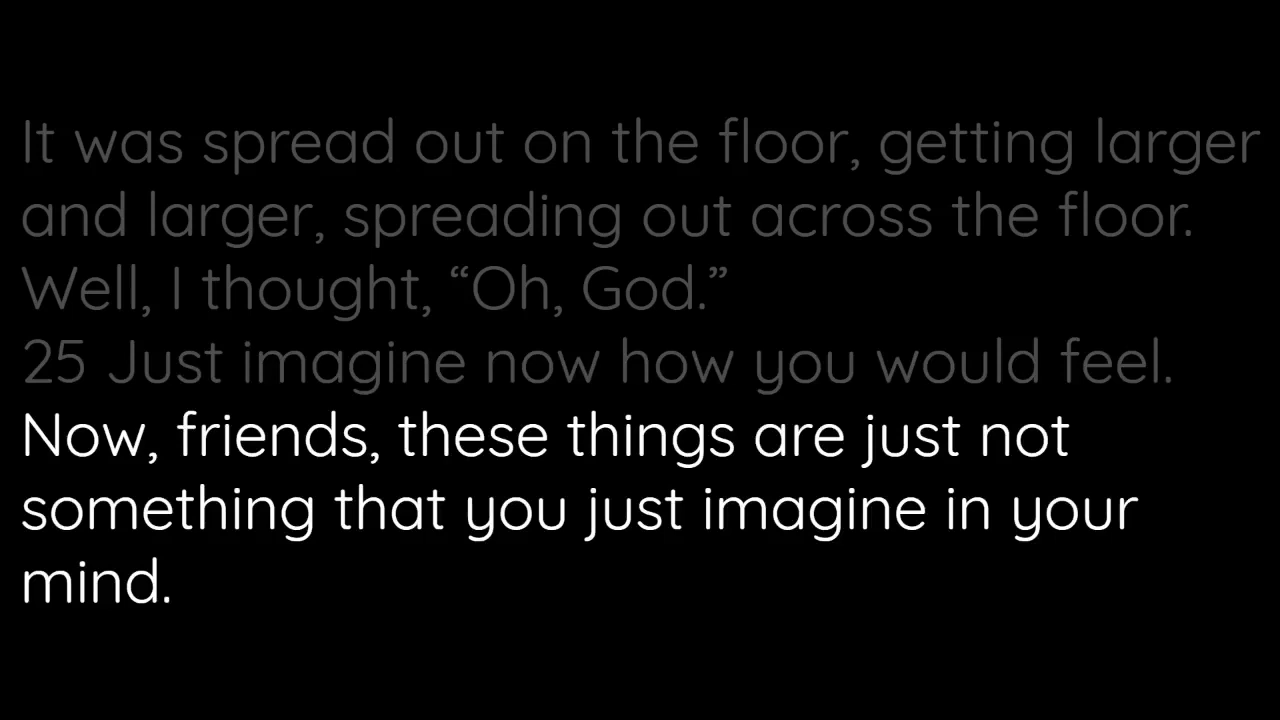 It was spread out on the floor, getting larger
and larger, spreading out across the floor.
Well, I thought, “Oh, God.”
25 Just imagine now how you would feel.
Now, friends, these things are just not
something that you just imagine in your
mind.